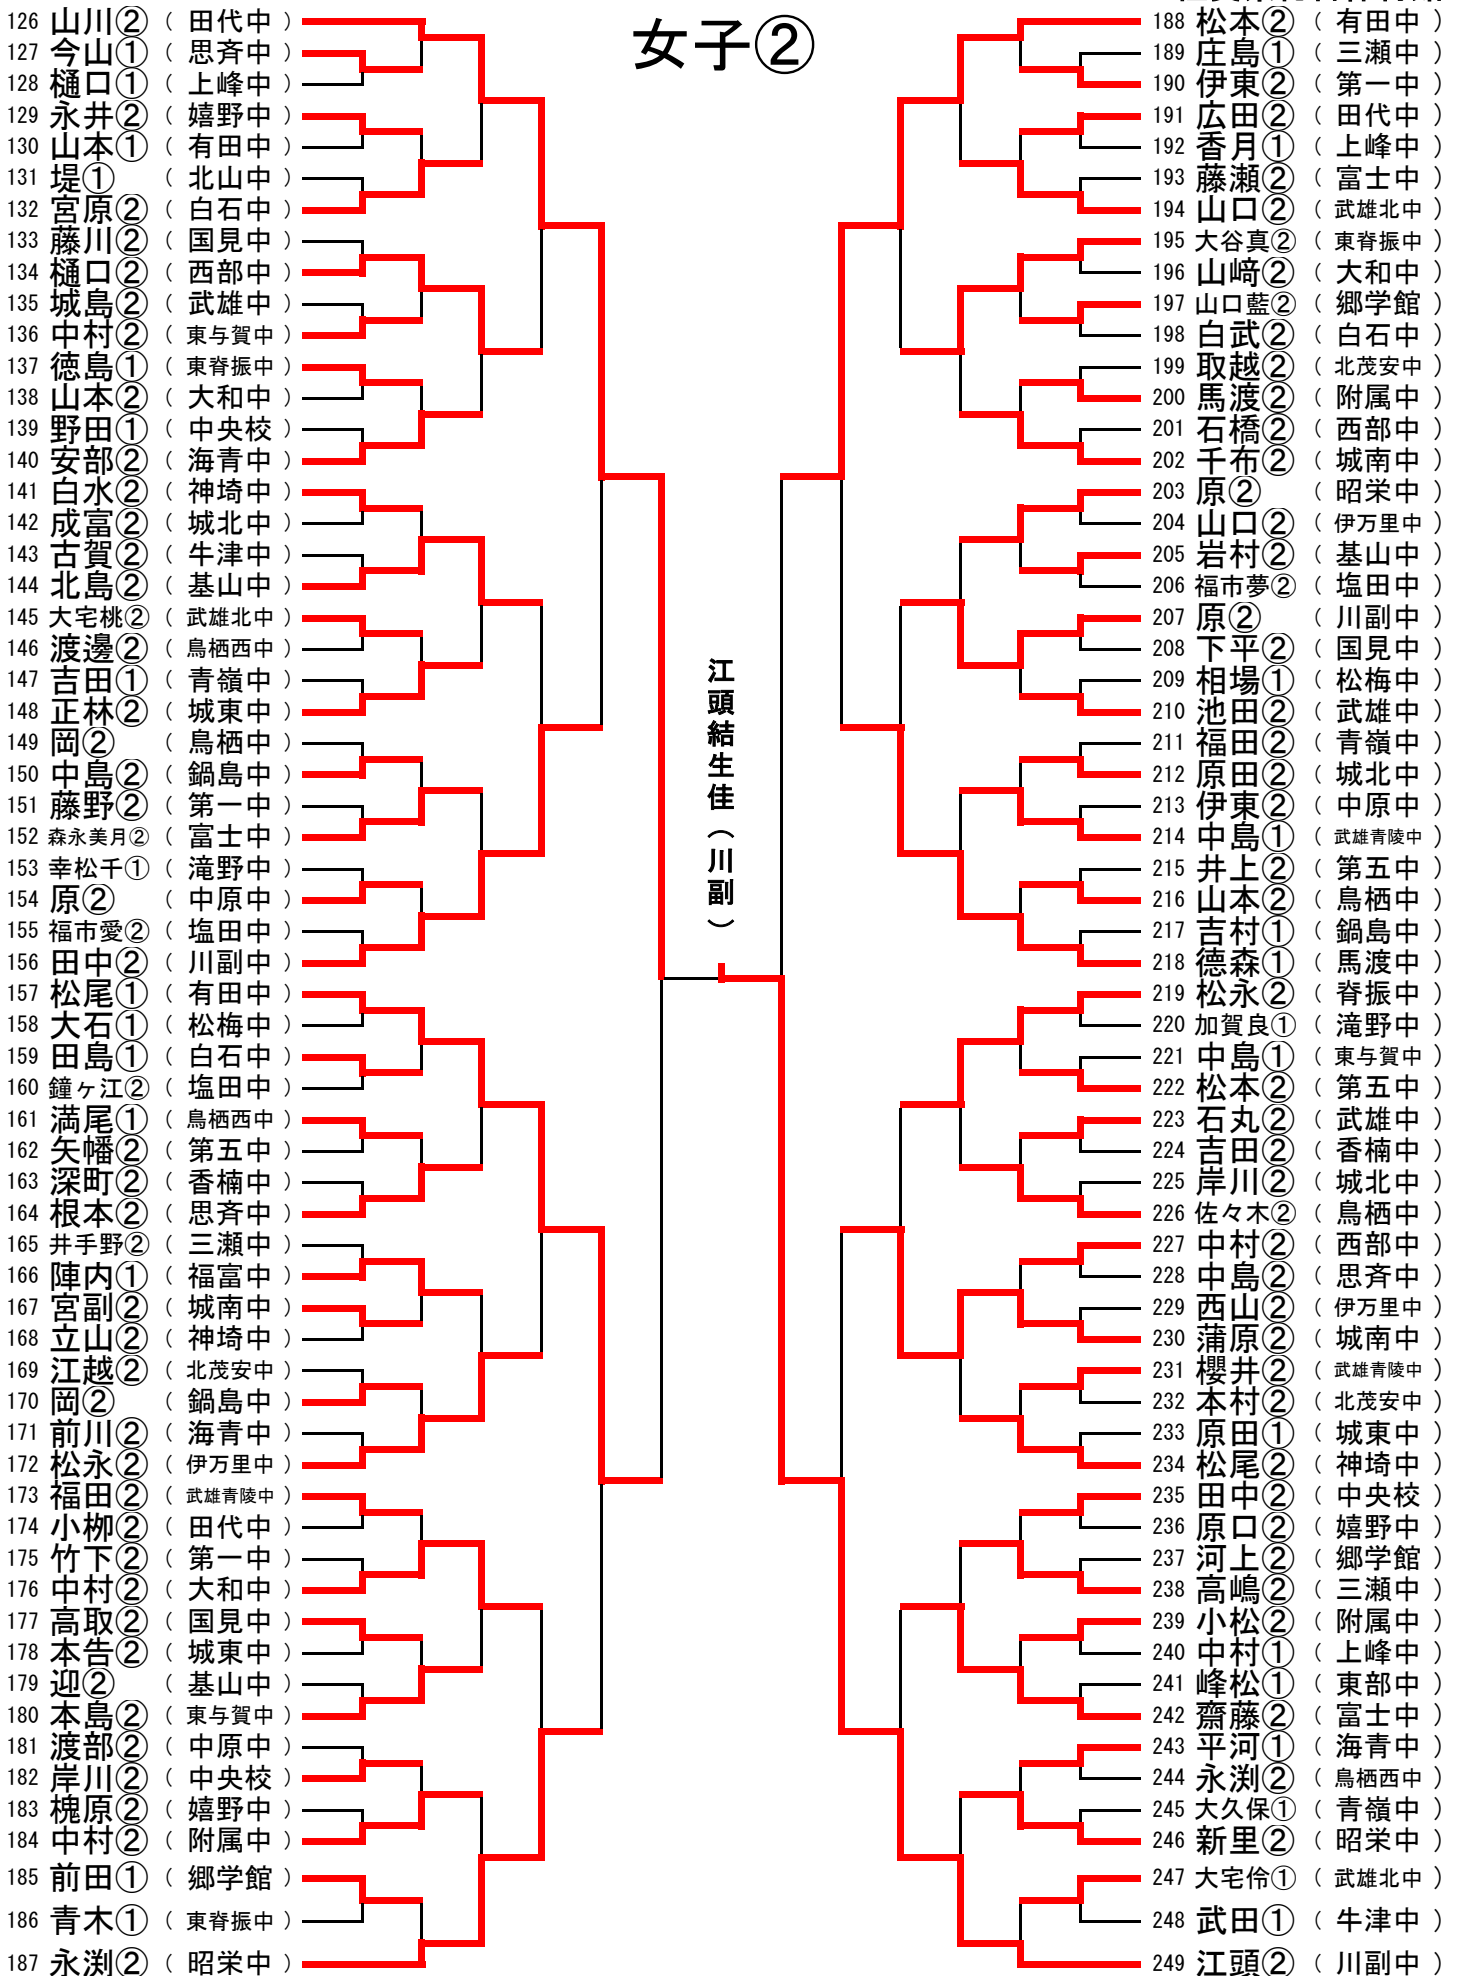 女子②
126 山川② （ 田代中 ）
127 今山① （ 思斉中 ）
128 樋口① （ 上峰中 ）
129 永井② （ 嬉野中 ）
130 山本① （ 有田中 ）
131 堤① （ 北山中 ）
132 宮原② （ 白石中 ）
133 藤川② （ 国見中 ）
134 樋口② （ 西部中 ）
135 城島② （ 武雄中 ）
136 中村② （ 東与賀中 ）
137 徳島① （ 東脊振中 ）
138 山本② （ 大和中 ）
139 野田① （ 中央校 ）
140 安部② （ 海青中 ）
141 白水② （ 神埼中 ）
142 成富② （ 城北中 ）
143 古賀② （ 牛津中 ）
144 北島② （ 基山中 ）
145 大宅桃② （ 武雄北中 ）
146 渡邊② （ 鳥栖西中 ）
147 吉田① （ 青嶺中 ）
148 正林② （ 城東中 ）
149 岡② （ 鳥栖中 ）
150 中島② （ 鍋島中 ）
151 藤野② （ 第一中 ）
152 森永美月② （ 富士中 ）
153 幸松千① （ 滝野中 ）
154 原② （ 中原中 ）
155 福市愛② （ 塩田中 ）
156 田中② （ 川副中 ）
157 松尾① （ 有田中 ）
158 大石① （ 松梅中 ）
159 田島① （ 白石中 ）
160 鐘ヶ江② （ 塩田中 ）
161 満尾① （ 鳥栖西中 ）
162 矢幡② （ 第五中 ）
163 深町② （ 香楠中 ）
164 根本② （ 思斉中 ）
165 井手野② （ 三瀬中 ）
166 陣内① （ 福富中 ）
167 宮副② （ 城南中 ）
168 立山② （ 神埼中 ）
169 江越② （ 北茂安中 ）
170 岡② （ 鍋島中 ）
171 前川② （ 海青中 ）
172 松永② （ 伊万里中 ）
173 福田② （ 武雄青陵中 ）
174 小栁② （ 田代中 ）
175 竹下② （ 第一中 ）
176 中村② （ 大和中 ）
177 高取② （ 国見中 ）
178 本告② （ 城東中 ）
179 迎② （ 基山中 ）
180 本島② （ 東与賀中 ）
181 渡部② （ 中原中 ）
182 岸川② （ 中央校 ）
183 槐原② （ 嬉野中 ）
184 中村② （ 附属中 ）
185 前田① （ 郷学館 ）
186 青木① （ 東脊振中 ）
187 永渕② （ 昭栄中 ）
江頭結生佳（川副）
188 松本② （ 有田中 ）
189 庄島① （ 三瀬中 ）
190 伊東② （ 第一中 ）
191 広田② （ 田代中 ）
192 香月① （ 上峰中 ）
193 藤瀬② （ 富士中 ）
194 山口② （ 武雄北中 ）
195 大谷真② （ 東脊振中 ）
196 山﨑② （ 大和中 ）
197 山口藍② （ 郷学館 ）
198 白武② （ 白石中 ）
199 取越② （ 北茂安中 ）
200 馬渡② （ 附属中 ）
201 石橋② （ 西部中 ）
202 千布② （ 城南中 ）
203 原② （ 昭栄中 ）
204 山口② （ 伊万里中 ）
205 岩村② （ 基山中 ）
206 福市夢② （ 塩田中 ）
207 原② （ 川副中 ）
208 下平② （ 国見中 ）
209 相場① （ 松梅中 ）
210 池田② （ 武雄中 ）
211 福田② （ 青嶺中 ）
212 原田② （ 城北中 ）
213 伊東② （ 中原中 ）
214 中島① （ 武雄青陵中 ）
215 井上② （ 第五中 ）
216 山本② （ 鳥栖中 ）
217 吉村① （ 鍋島中 ）
218 德森① （ 馬渡中 ）
219 松永② （ 脊振中 ）
220 加賀良① （ 滝野中 ）
221 中島① （ 東与賀中 ）
222 松本② （ 第五中 ）
223 石丸② （ 武雄中 ）
224 吉田② （ 香楠中 ）
225 岸川② （ 城北中 ）
226 佐々木② （ 鳥栖中 ）
227 中村② （ 西部中 ）
228 中島② （ 思斉中 ）
229 西山② （ 伊万里中 ）
230 蒲原② （ 城南中 ）
231 櫻井② （ 武雄青陵中 ）
232 本村② （ 北茂安中 ）
233 原田① （ 城東中 ）
234 松尾② （ 神埼中 ）
235 田中② （ 中央校 ）
236 原口② （ 嬉野中 ）
237 河上② （ 郷学館 ）
238 高嶋② （ 三瀬中 ）
239 小松② （ 附属中 ）
240 中村① （ 上峰中 ）
241 峰松① （ 東部中 ）
242 齋藤② （ 富士中 ）
243 平河① （ 海青中 ）
244 永渕② （ 鳥栖西中 ）
245 大久保① （ 青嶺中 ）
246 新里② （ 昭栄中 ）
247 大宅伶① （ 武雄北中 ）
248 武田① （ 牛津中 ）
249 江頭② （ 川副中 ）